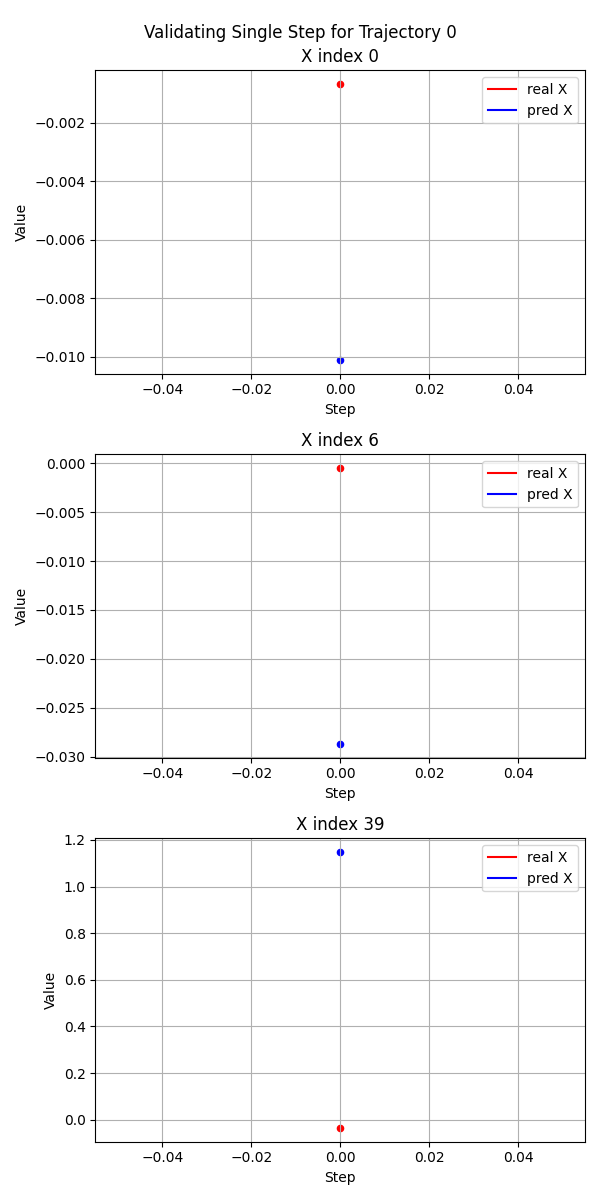 Validating Single Step for Trajectory 0
X index 0
real X
pred X
−0.002
−0.004
−0.006
−0.008
−0.010
Value
−0.04 −0.02 0.00 0.02 0.04
Step
X index 6
real X
pred X
0.000
−0.005
−0.010
−0.015
−0.020
−0.025
−0.030
Value
−0.04 −0.02 0.00 0.02 0.04
Step
X index 39
real X
pred X
1.2
1.0
0.8
0.6
0.4
0.2
0.0
Value
−0.04 −0.02 0.00 0.02 0.04
Step